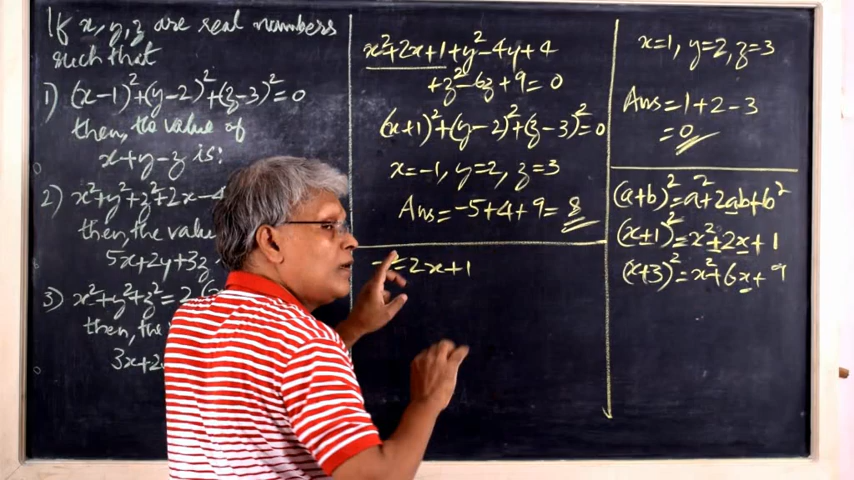 If x, y, z are real numbers
such that
1) (x-1)²+(y-2)²+(z-3)²=0
then, the value of
x+y-z is:
2) x²+y²+z²+2x-4
then, the value
5x+2y+3z
3) x²+y²+z²=2
then, the
3x+2
x²+2x+1+y²-4y+4
+z²-6z+9=0
(x+1)²+(y-2)²+(z-3)²=0
x=-1, y=2, z=3
Ans=-5+4+9=8
=2x+1
x=1, y=2, z=3
Ans=1+2-3
=0
(a+b)²=a²+2ab+b²
(x+1)²=x²+2x+1
(x+3)²=x²+6x+9